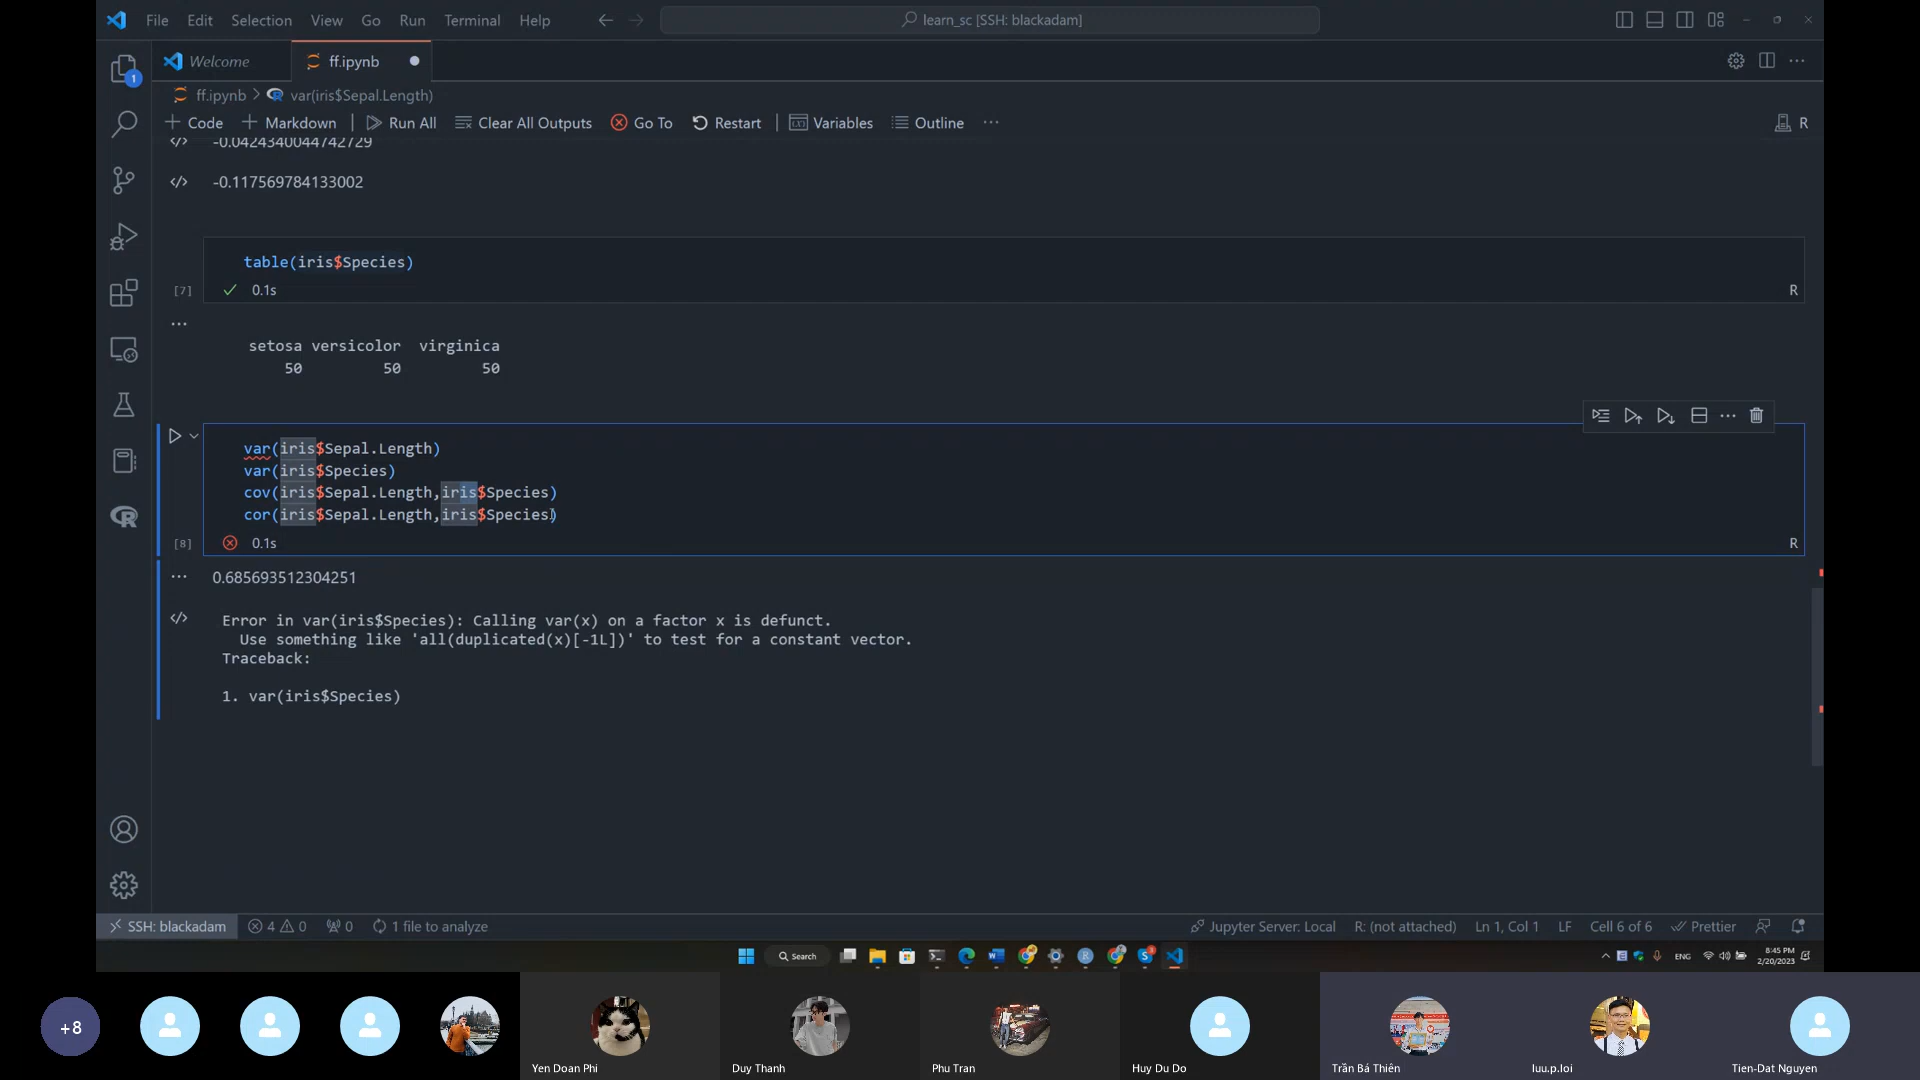 File Edit Selection View Go Run Terminal Help
learn_sc [SSH: blackadam]
Welcome
ff.ipynb
ff.ipynb > var(iris$Sepal.Length)
+ Code + Markdown | Run All Clear All Outputs Go To Restart | Variables Outline ...
R
-0.0424340044742729
-0.117569784133002
table(iris$Species)
[7]
0.1s
R
...
setosa versicolor virginica
50 50 50
var(iris$Sepal.Length)
var(iris$Species)
cov(iris$Sepal.Length,iris$Species)
cor(iris$Sepal.Length,iris$Species)
[8]
0.1s
R
... 0.685693512304251
Error in var(iris$Species): Calling var(x) on a factor x is defunct.
Use something like 'all(duplicated(x)[-1L])' to test for a constant vector.
Traceback:
1. var(iris$Species)
SSH: blackadam 4 0 0 1 file to analyze
Jupyter Server: Local R: (not attached) Ln 1, Col 1 LF Cell 6 of 6 Prettier
Search
ENG
8:45 PM
2/20/2023
+8
Yen Doan Phi
Duy Thanh
Phu Tran
Huy Du Do
Trần Bá Thiên
luu.p.loi
Tien-Dat Nguyen